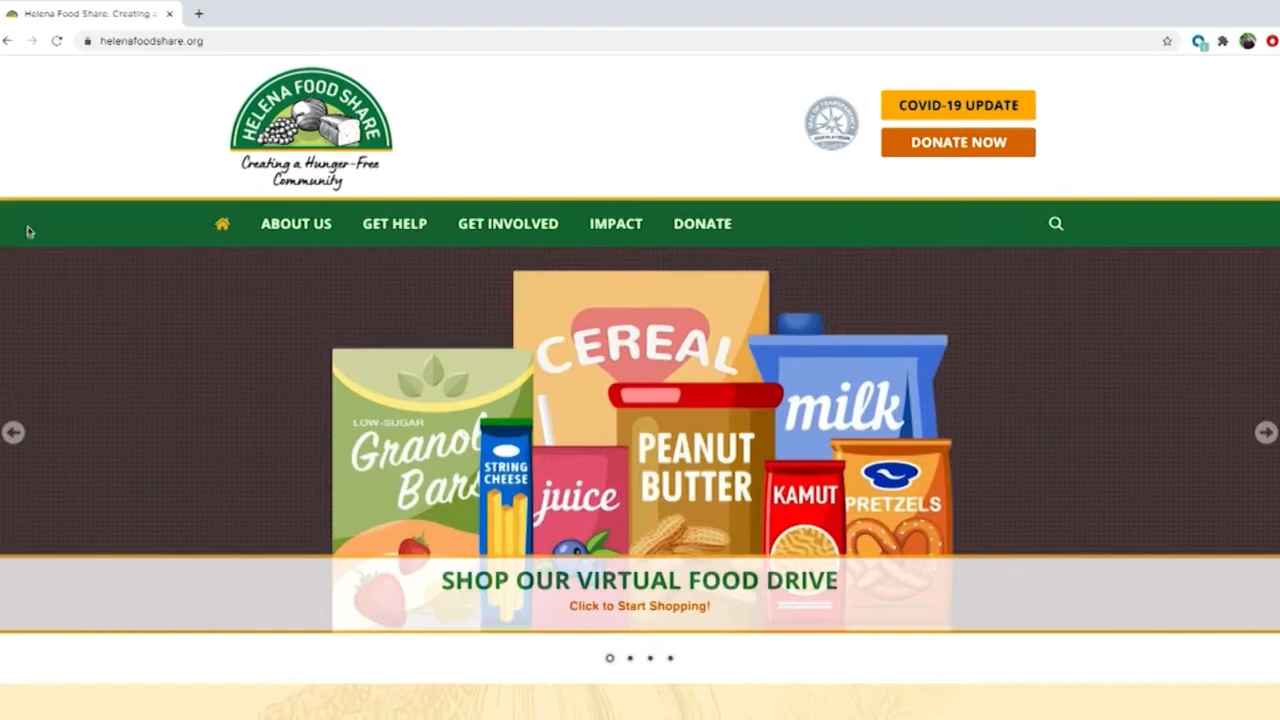 Helena Food Share: Creating a
helenafoodshare.org
HELENA FOOD SHARE
Creating a Hunger-Free
Community
COVID-19 UPDATE
DONATE NOW
ABOUT US GET HELP GET INVOLVED IMPACT DONATE
CEREAL
milk
LOW-SUGAR
Granol
Bars
STRING
CHEESE
juice
PEANUT
BUTTER
KAMUT
PRETZELS
SHOP OUR VIRTUAL FOOD DRIVE
Click to Start Shopping!